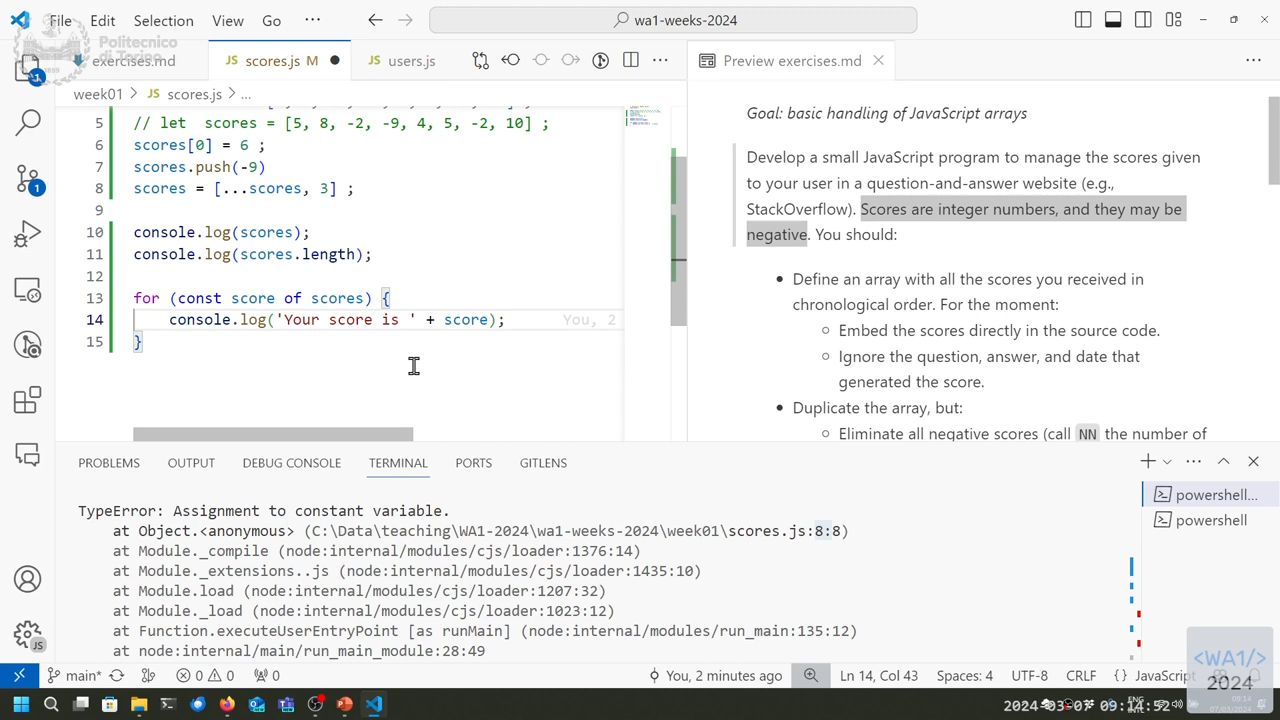 File Edit Selection View Go ··· wa1-weeks-2024
Politecnico
di Torino
exercises.md JS scores.js M JS users.js Preview exercises.md
week01 > JS scores.js > ...
5 // let scores = [5, 8, -2, -9, 4, 5, -2, 10] ;
6 scores[0] = 6 ;
7 scores.push(-9)
8 scores = [...scores, 3] ;
9
10 console.log(scores);
11 console.log(scores.length);
12
13 for (const score of scores) {
14 console.log('Your score is ' + score); You, 2
15 }
Goal: basic handling of JavaScript arrays
Develop a small JavaScript program to manage the scores given
to your user in a question-and-answer website (e.g.,
StackOverflow). Scores are integer numbers, and they may be
negative. You should:
• Define an array with all the scores you received in
chronological order. For the moment:
○ Embed the scores directly in the source code.
○ Ignore the question, answer, and date that
generated the score.
• Duplicate the array, but:
○ Eliminate all negative scores (call NN the number of
PROBLEMS OUTPUT DEBUG CONSOLE TERMINAL PORTS GITLENS
TypeError: Assignment to constant variable.
at Object.<anonymous> (C:\Data\teaching\WA1-2024\wa1-weeks-2024\week01\scores.js:8:8)
at Module._compile (node:internal/modules/cjs/loader:1376:14)
at Module._extensions..js (node:internal/modules/cjs/loader:1435:10)
at Module.load (node:internal/modules/cjs/loader:1207:32)
at Module._load (node:internal/modules/cjs/loader:1023:12)
at Function.executeUserEntryPoint [as runMain] (node:internal/modules/run_main:135:12)
at node:internal/main/run_main_module:28:49
powershell...
powershell
<WA1/>
2024
main* 0 0 0 You, 2 minutes ago Ln 14, Col 43 Spaces: 4 UTF-8 CRLF {} JavaScript
2024-03-07 09:14:52